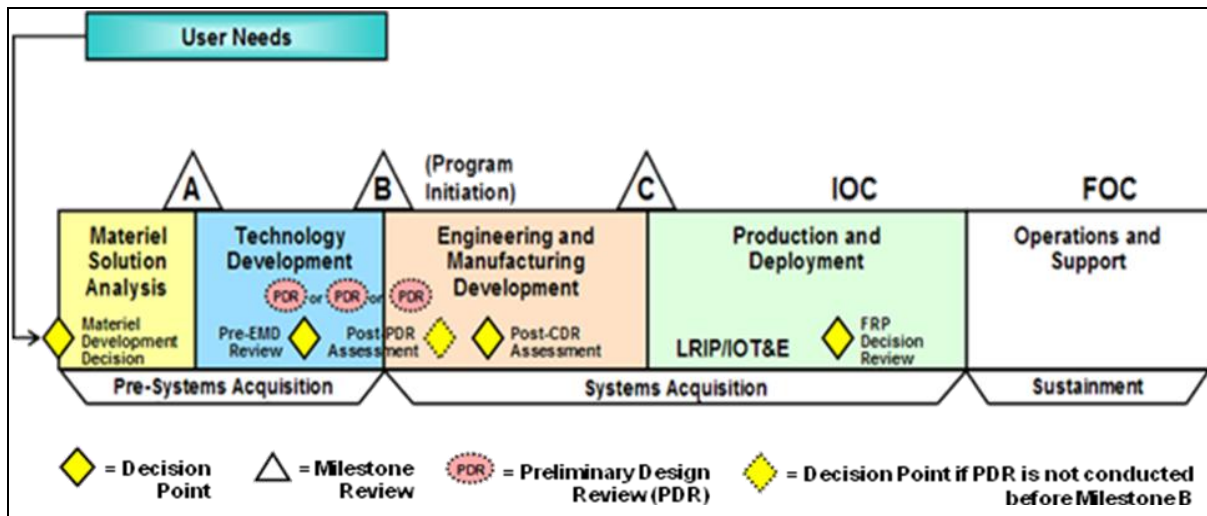 User Needs
A
B
(Program
Initiation)
C
IOC
FOC
Materiel
Solution
Analysis
Technology
Development
Engineering and
Manufacturing
Development
Production and
Deployment
Operations and
Support
PDR or PDR or PDR
Materiel
Development
Decision
Pre-EMD
Review
Post-PDR
Assessment
Post-CDR
Assessment
LRIP/IOT&E
FRP
Decision
Review
Pre-Systems Acquisition
Systems Acquisition
Sustainment
= Decision
Point
= Milestone
Review
PDR
= Preliminary Design
Review (PDR)
= Decision Point if PDR is not conducted
before Milestone B